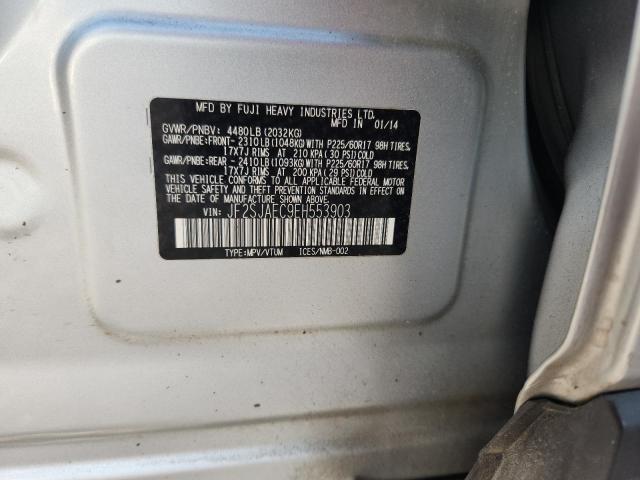 MFD BY FUJI HEAVY INDUSTRIES LTD.
MFD IN 01/14
GVWR/PNBV: 4480LB(2032KG)
GAWR/PNBE:FRONT- 2310LB(1048KG)WITH P225/60R17 98H TIRES,
17X7J RIMS AT 210 KPA(30 PSI)COLD
GAWR/PNBE:REAR - 2410LB(1093KG)WITH P225/60R17 98H TIRES,
17X7J RIMS AT 200 KPA(29 PSI)COLD
THIS VEHICLE CONFORMS TO ALL APPLICABLE FEDERAL MOTOR
VEHICLE SAFETY AND THEFT PREVENTION STANDARDS IN EFFECT ON
THE DATE OF MANUFACTURE SHOWN ABOVE.
VIN: JF2SJAEC9EH553903
TYPE:MPV/VTUM ICES/NMB-002